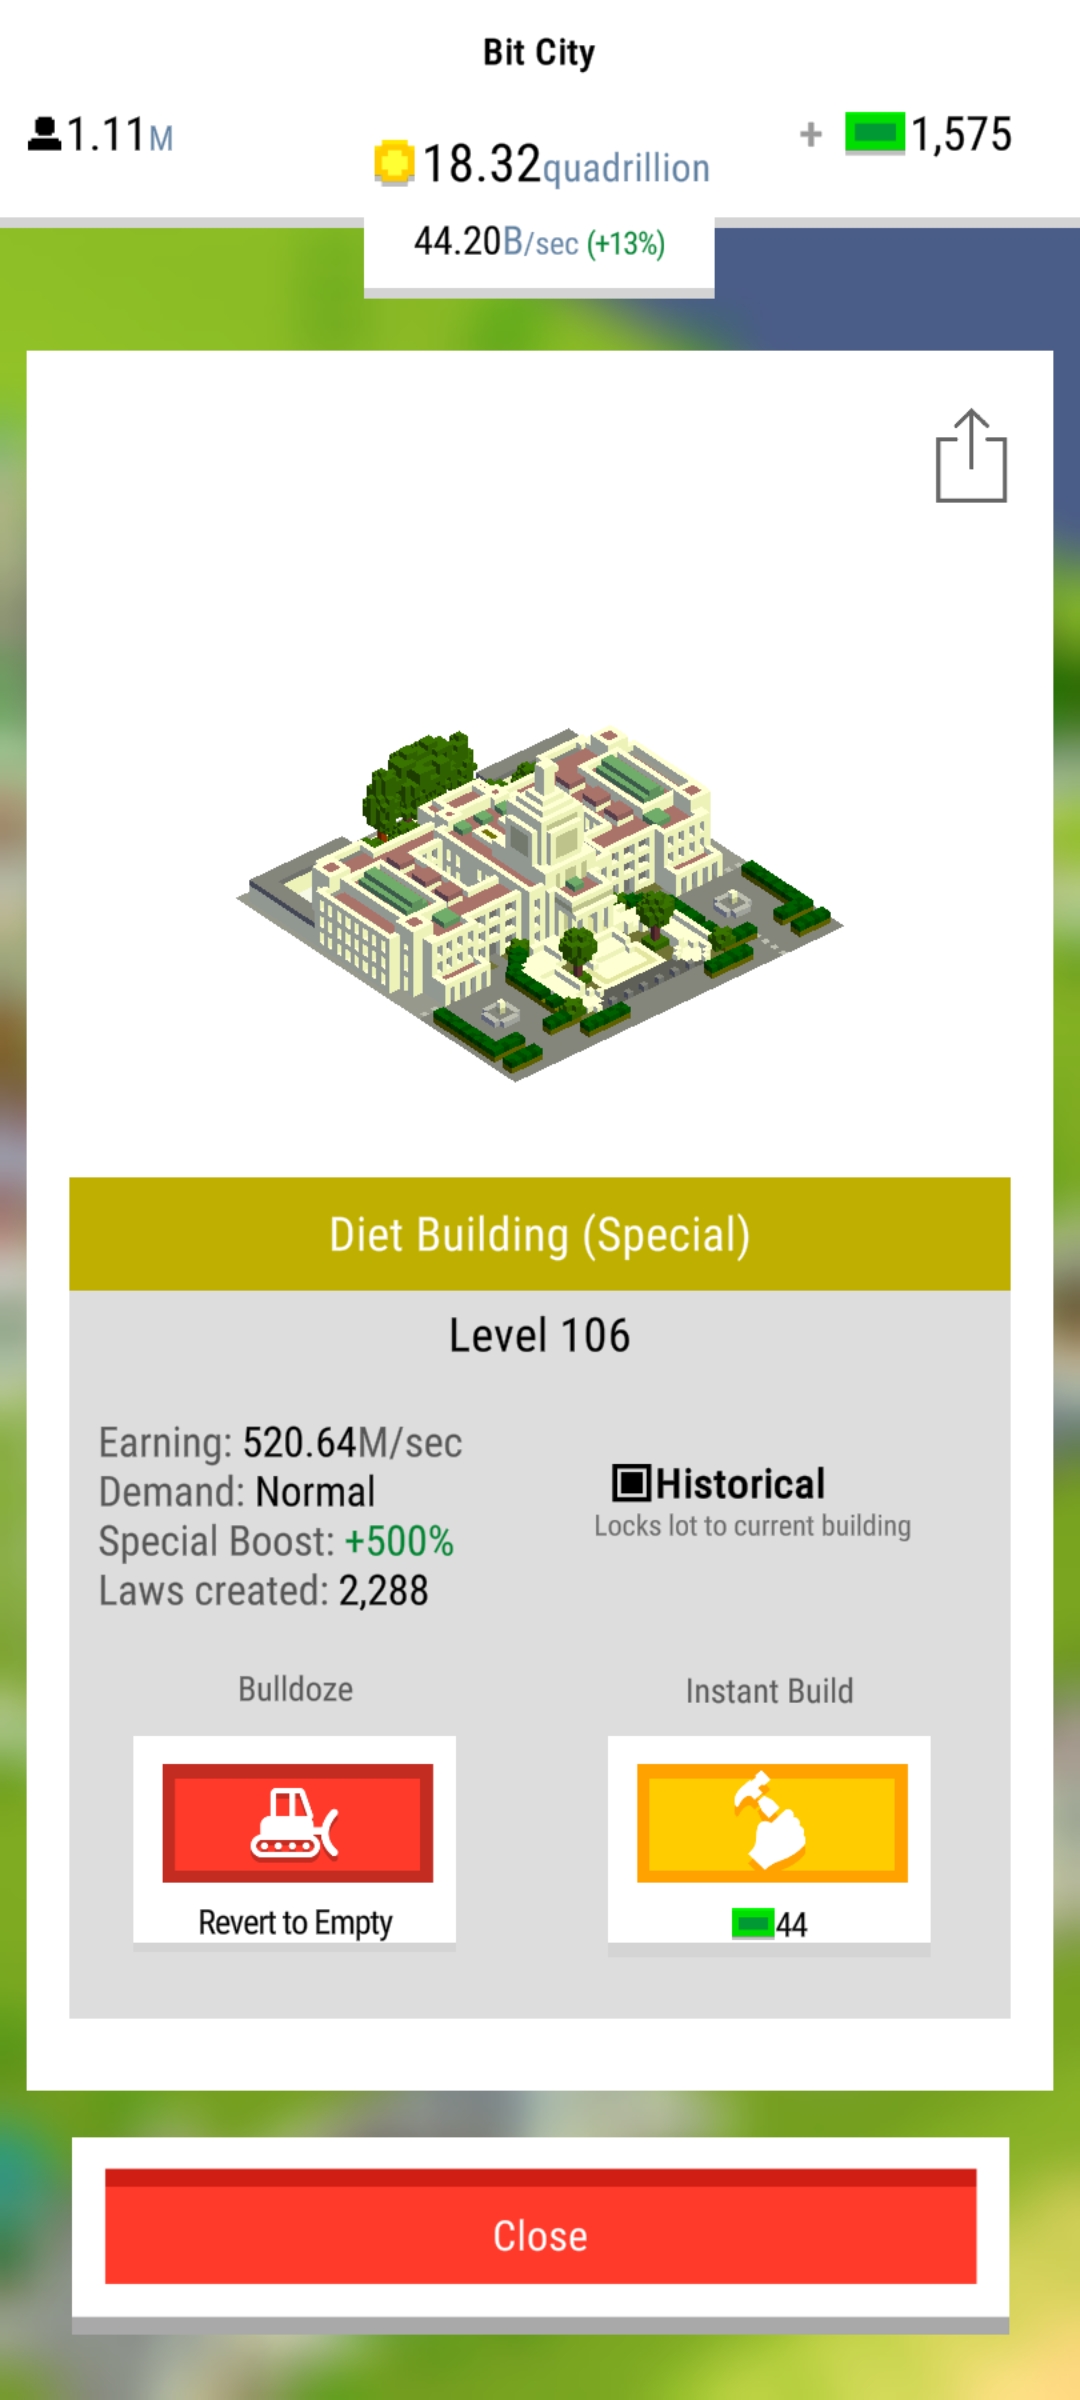 Bit City
1.11M
+ 1,575
18.32quadrillion
44.20B/sec (+13%)
Diet Building (Special)
Level 106
Earning: 520.64M/sec
Demand: Normal
Special Boost: +500%
Laws created: 2,288
Historical
Locks lot to current building
Bulldoze
Revert to Empty
Instant Build
44
Close